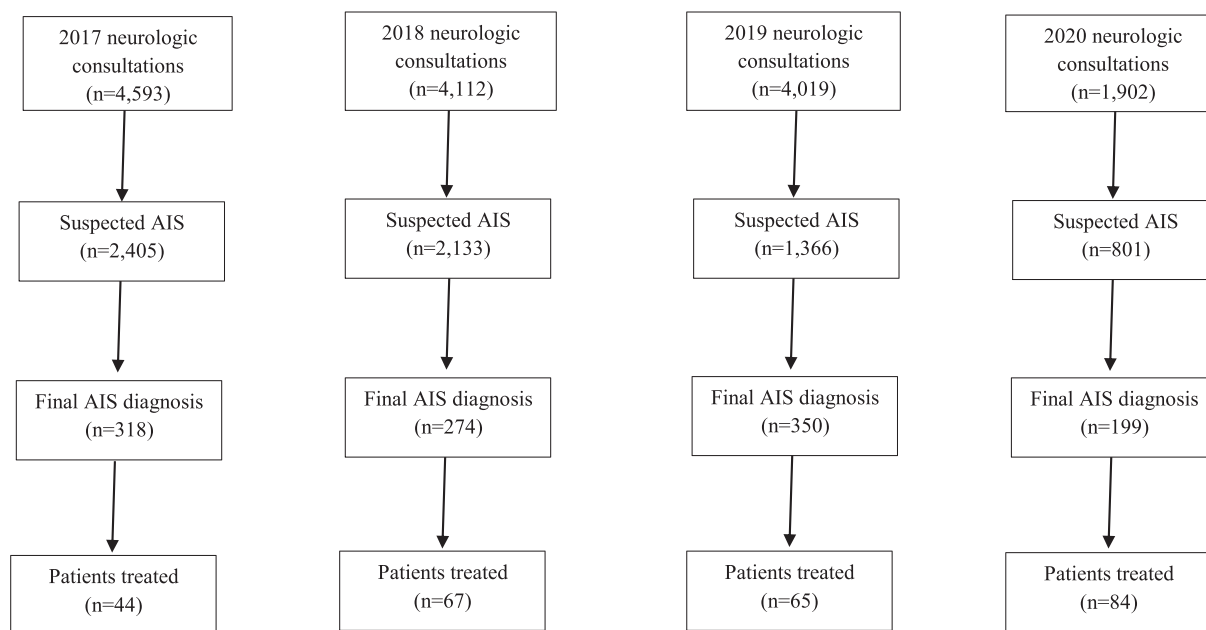 2017 neurologic
consultations
(n=4,593)
Suspected AIS
(n=2,405)
Final AIS diagnosis
(n=318)
Patients treated
(n=44)
2018 neurologic
consultations
(n=4,112)
Suspected AIS
(n=2,133)
Final AIS diagnosis
(n=274)
Patients treated
(n=67)
2019 neurologic
consultations
(n=4,019)
Suspected AIS
(n=1,366)
Final AIS diagnosis
(n=350)
Patients treated
(n=65)
2020 neurologic
consultations
(n=1,902)
Suspected AIS
(n=801)
Final AIS diagnosis
(n=199)
Patients treated
(n=84)